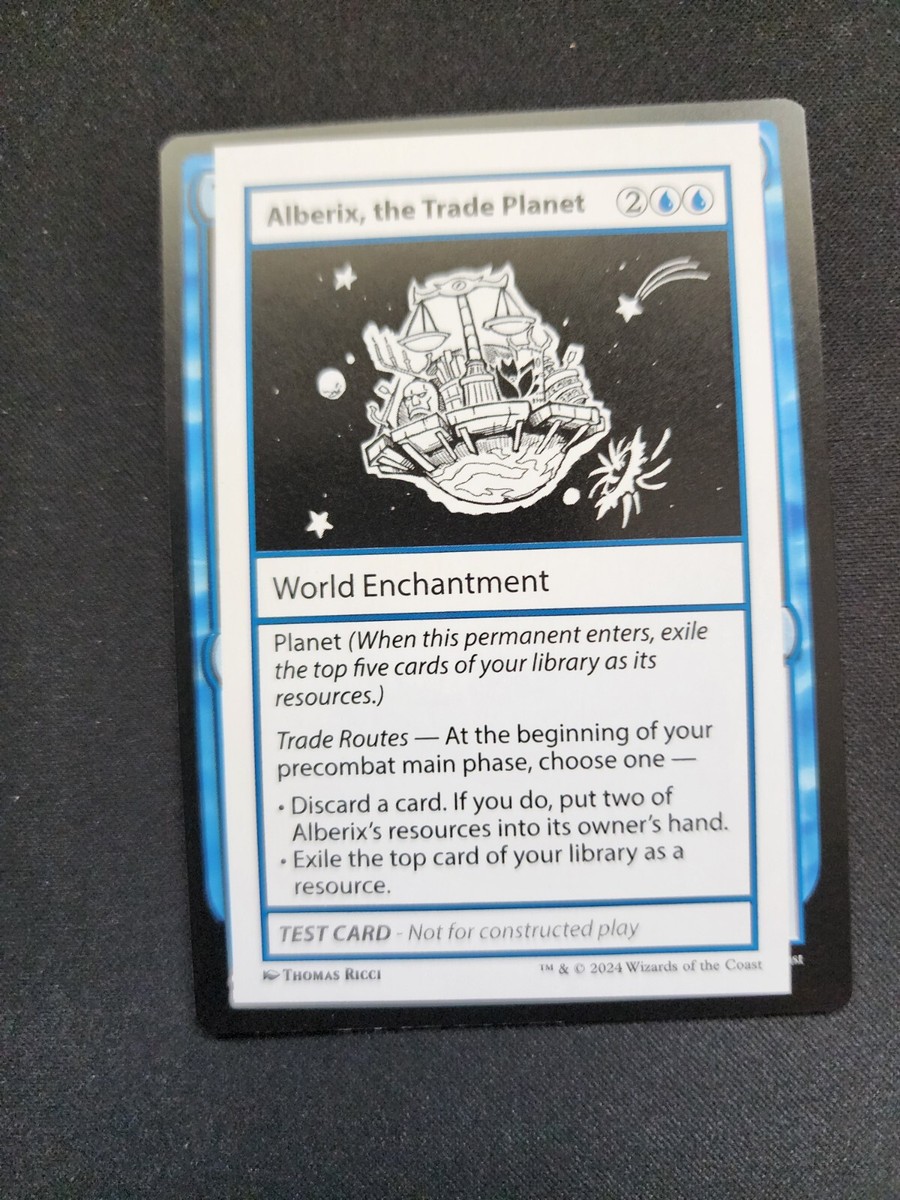 Alberix, the Trade Planet 2
World Enchantment
Planet (When this permanent enters, exile
the top five cards of your library as its
resources.)
Trade Routes — At the beginning of your
precombat main phase, choose one —
• Discard a card. If you do, put two of
Alberix's resources into its owner's hand.
• Exile the top card of your library as a
resource.
TEST CARD - Not for constructed play
Thomas Ricci
™ & © 2024 Wizards of the Coast
st